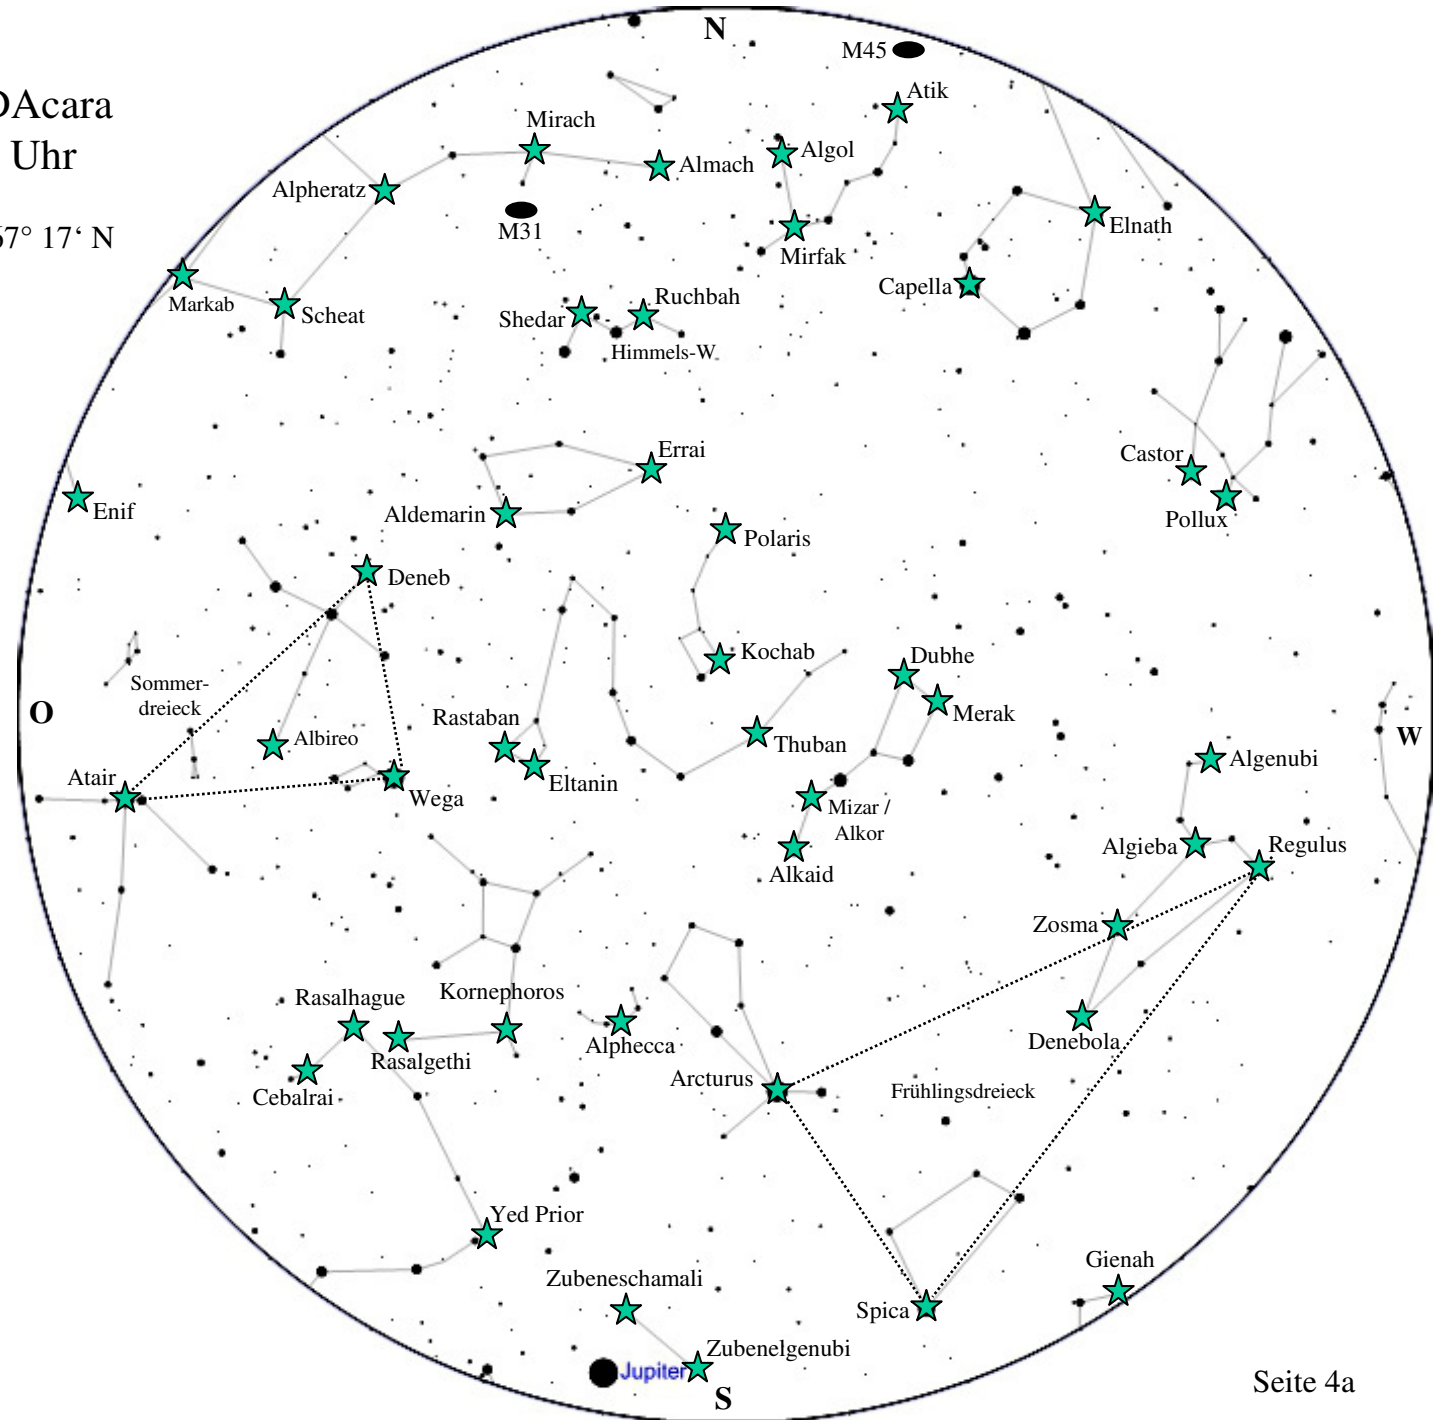 N
M45
DAcara
Uhr
67° 17‘ N
Atik
Mirach
Algol
Almach
Alpheratz
M31
Elnath
Mirfak
Capella
Markab
Scheat
Ruchbah
Shedar
Himmels-W
Errai
Castor
Enif
Aldemarin
Pollux
Polaris
Deneb
Kochab
Dubhe
Sommer-
dreieck
O
Merak
Rastaban
Albireo
Thuban
W
Algenubi
Atair
Eltanin
Wega
Mizar /
Alkor
Algieba
Regulus
Alkaid
Zosma
Kornephoros
Rasalhague
Alphecca
Denebola
Rasalgethi
Arcturus
Frühlingsdreieck
Cebalrai
Yed Prior
Gienah
Zubeneschamali
Spica
Zubenelgenubi
Jupiter
S
Seite 4a